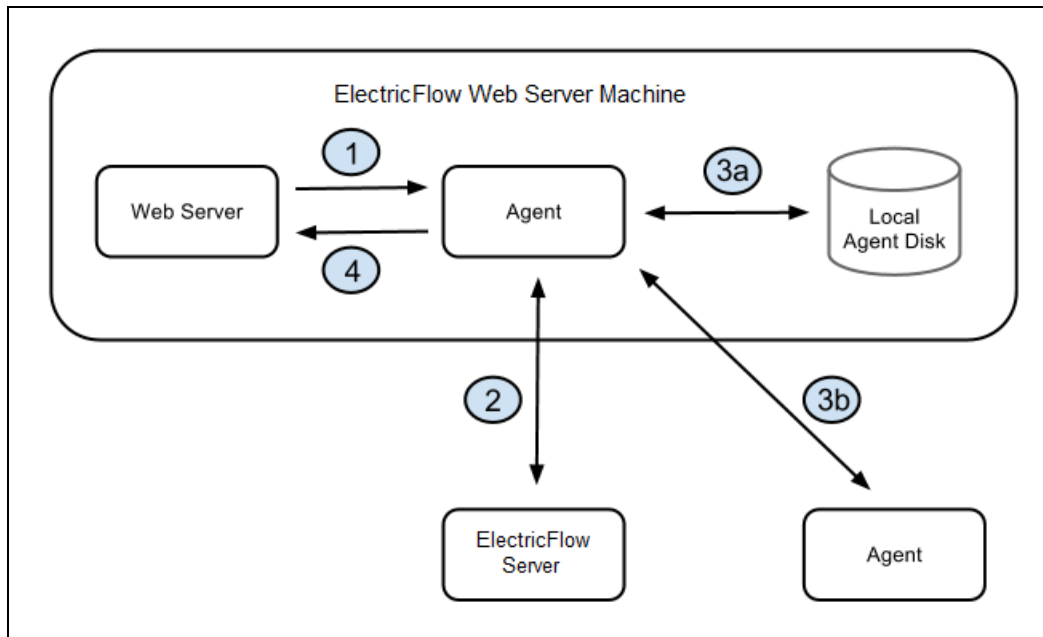 ElectricFlow Web Server Machine
1
3a
Web Server
Agent
Local
Agent Disk
4
2
3b
ElectricFlow
Server
Agent